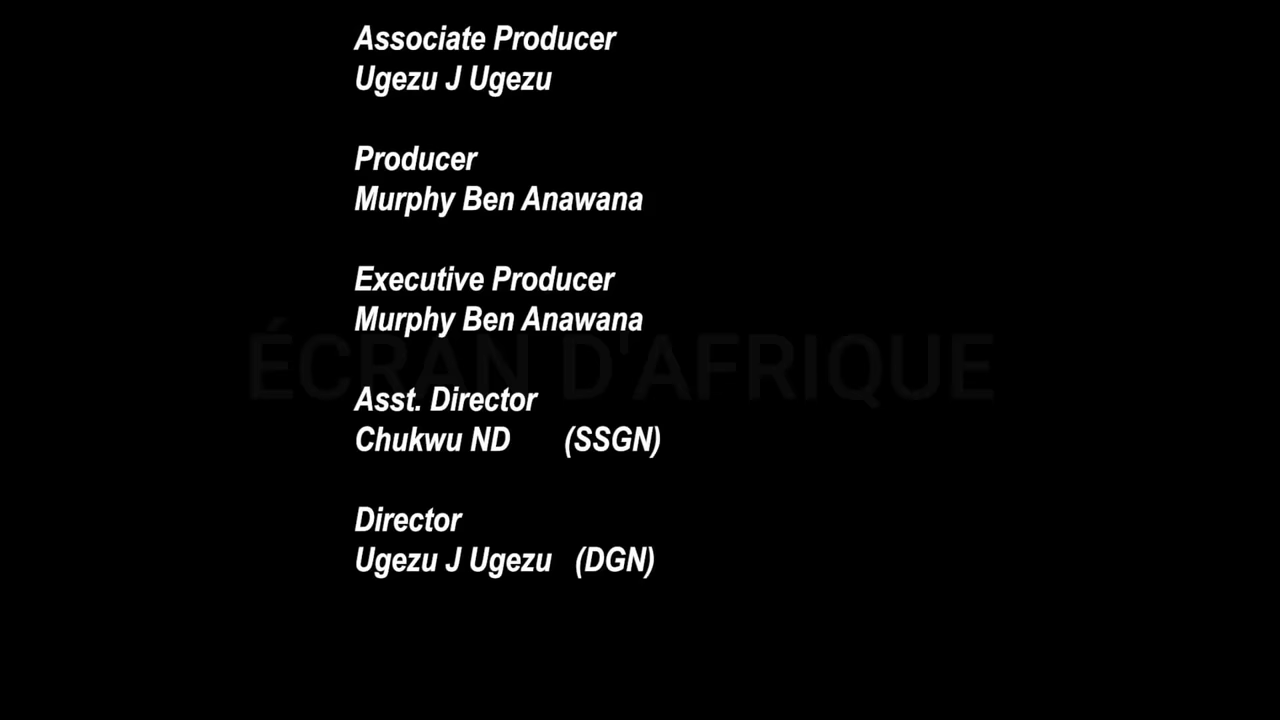 Associate Producer
Ugezu J Ugezu
Producer
Murphy Ben Anawana
Executive Producer
Murphy Ben Anawana
ÉCRAN D'AFRIQUE
Asst. Director
Chukwu ND (SSGN)
Director
Ugezu J Ugezu (DGN)